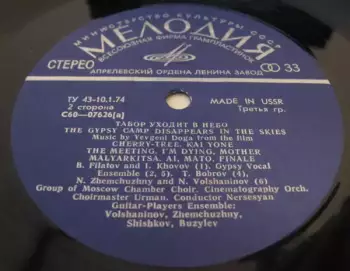 МИНИСТЕРСТВО КУЛЬТУРЫ СССР
МЕЛОДИЯ
ВСЕСОЮЗНАЯ ФИРМА ГРАМПЛАСТИНОК
СТЕРЕО
33
АПРЕЛЕВСКИЙ ОРДЕНА ЛЕНИНА ЗАВОД
ТУ 43-10.1.74
2 сторона
С60—07626[а]
MADE IN USSR
Третья гр.
ТАБОР УХОДИТ В НЕБО
THE GYPSY CAMP DISAPPEARS IN THE SKIES
Music by Yevgeni Doga from the film
CHERRY-TREE. KAI YONE
THE MEETING, I'M DYING, MOTHER
MALYARKITSA. AI, MATO. FINALE
B. Filatov and I. Khovov (1), Gypsy Vocal
Ensemble (2, 5). T. Bobrov (4),
N. Zhemchuzhny and N. Volshaninov (6)
Group of Moscow Chamber Choir. Cinematography Orch.
Choirmaster Urman. Conductor Nersesyan
Guitar-Players Ensemble:
Volshaninov, Zhemchuzhny,
Shishkov, Buzylev